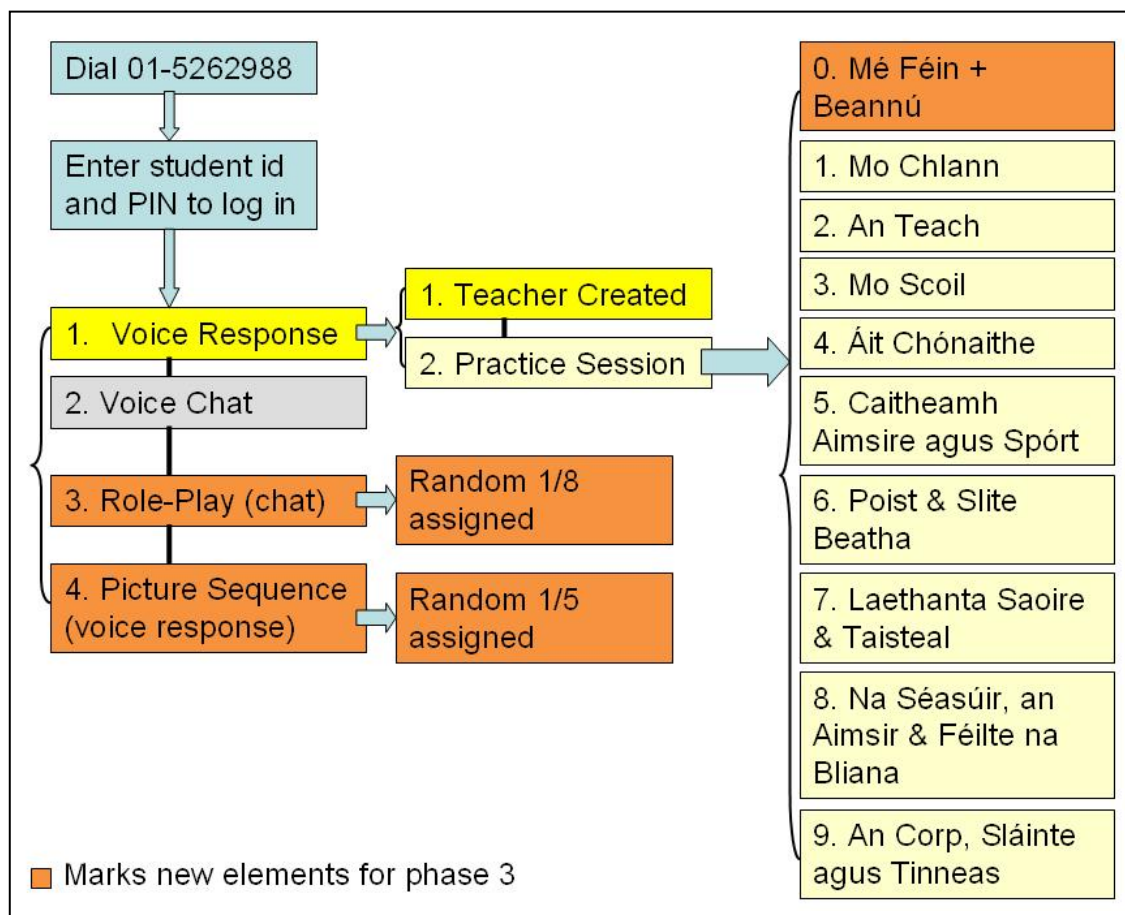 Dial 01-5262988
Enter student id
and PIN to log in
1. Voice Response
2. Voice Chat
3. Role-Play (chat)
4. Picture Sequence
(voice response)
1. Teacher Created
2. Practice Session
Random 1/8
assigned
Random 1/5
assigned
0. Mé Féin +
Beannú
1. Mo Chlann
2. An Teach
3. Mo Scoil
4. Áit Chónaithe
5. Caitheamh
Aimsire agus Spórt
6. Poist & Slite
Beatha
7. Laethanta Saoire
& Taisteal
8. Na Séasúir, an
Aimsir & Féilte na
Bliana
9. An Corp, Sláinte
agus Tinneas
Marks new elements for phase 3